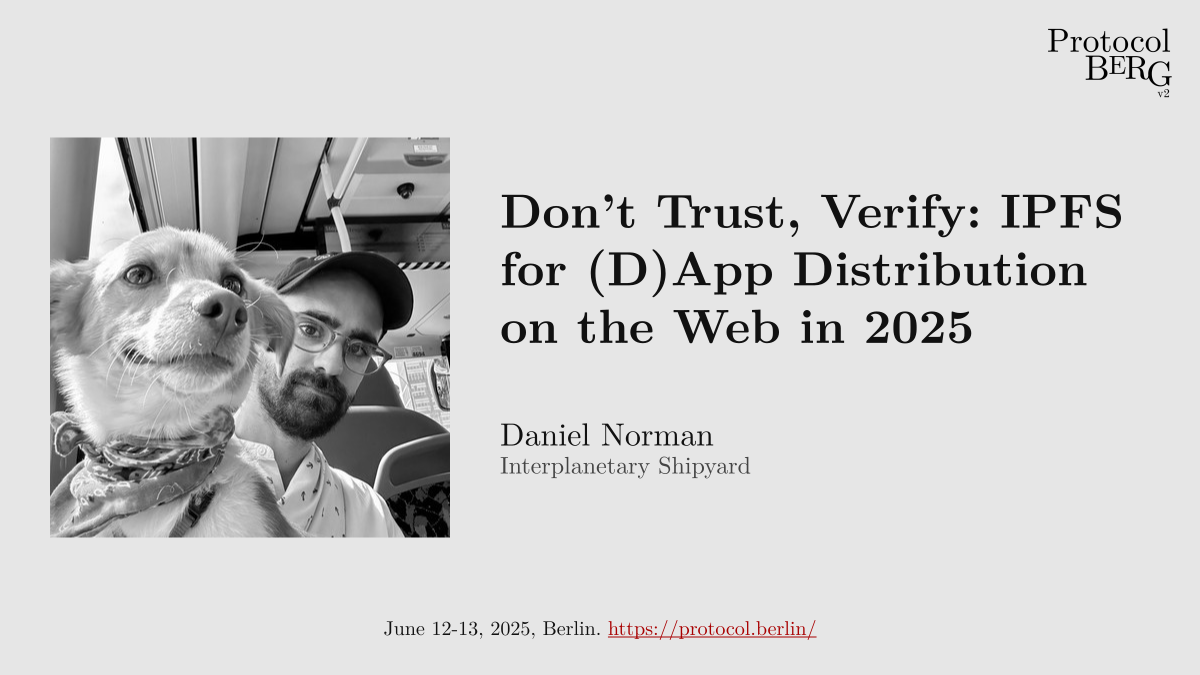 Protocol
BERG
v2
Don't Trust, Verify: IPFS
for (D)App Distribution
on the Web in 2025
Daniel Norman
Interplanetary Shipyard
June 12-13, 2025, Berlin. https://protocol.berlin/